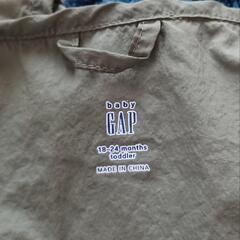 baby
GAP
18-24 months
toddler
MADE IN CHINA